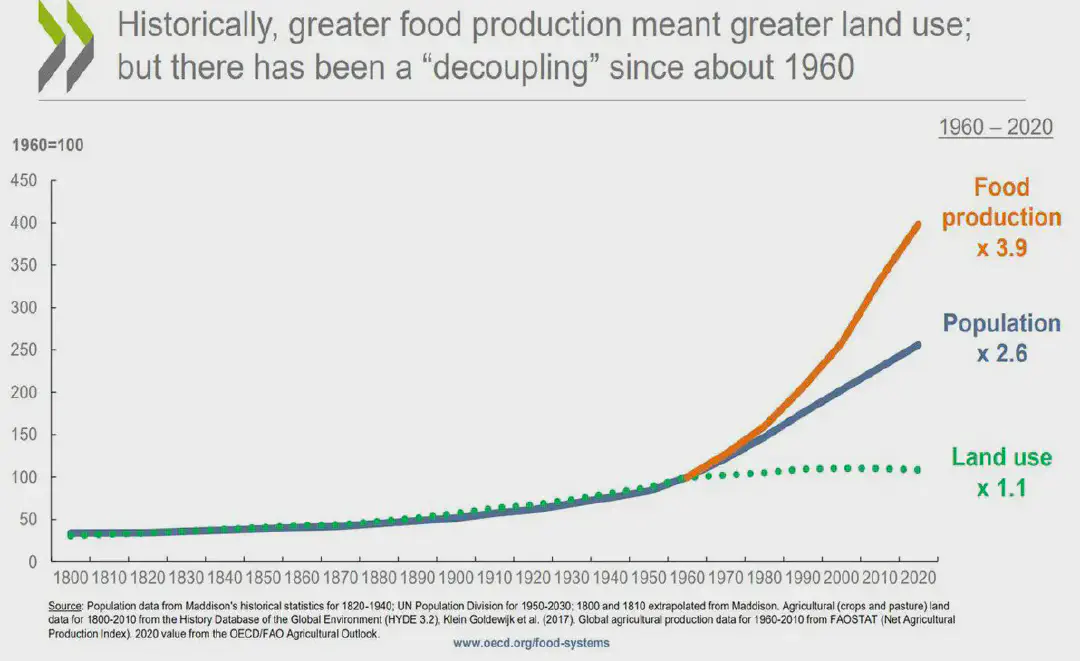 Historically, greater food production meant greater land use;
but there has been a “decoupling” since about 1960
1960 – 2020
1960=100
450
400
350
300
250
200
150
100
50
0
Food
production
x 3.9
Population
x 2.6
Land use
x 1.1
1800 1810 1820 1830 1840 1850 1860 1870 1880 1890 1900 1910 1920 1930 1940 1950 1960 1970 1980 1990 2000 2010 2020
Source: Population data from Maddison's historical statistics for 1820-1940; UN Population Division for 1950-2030; 1800 and 1810 extrapolated from Maddison. Agricultural (crops and pasture) land
data for 1800-2010 from the History Database of the Global Environment (HYDE 3.2), Klein Goldewijk et al. (2017). Global agricultural production data for 1960-2010 from FAOSTAT (Net Agricultural
Production Index). 2020 value from the OECD/FAO Agricultural Outlook.
www.oecd.org/food-systems